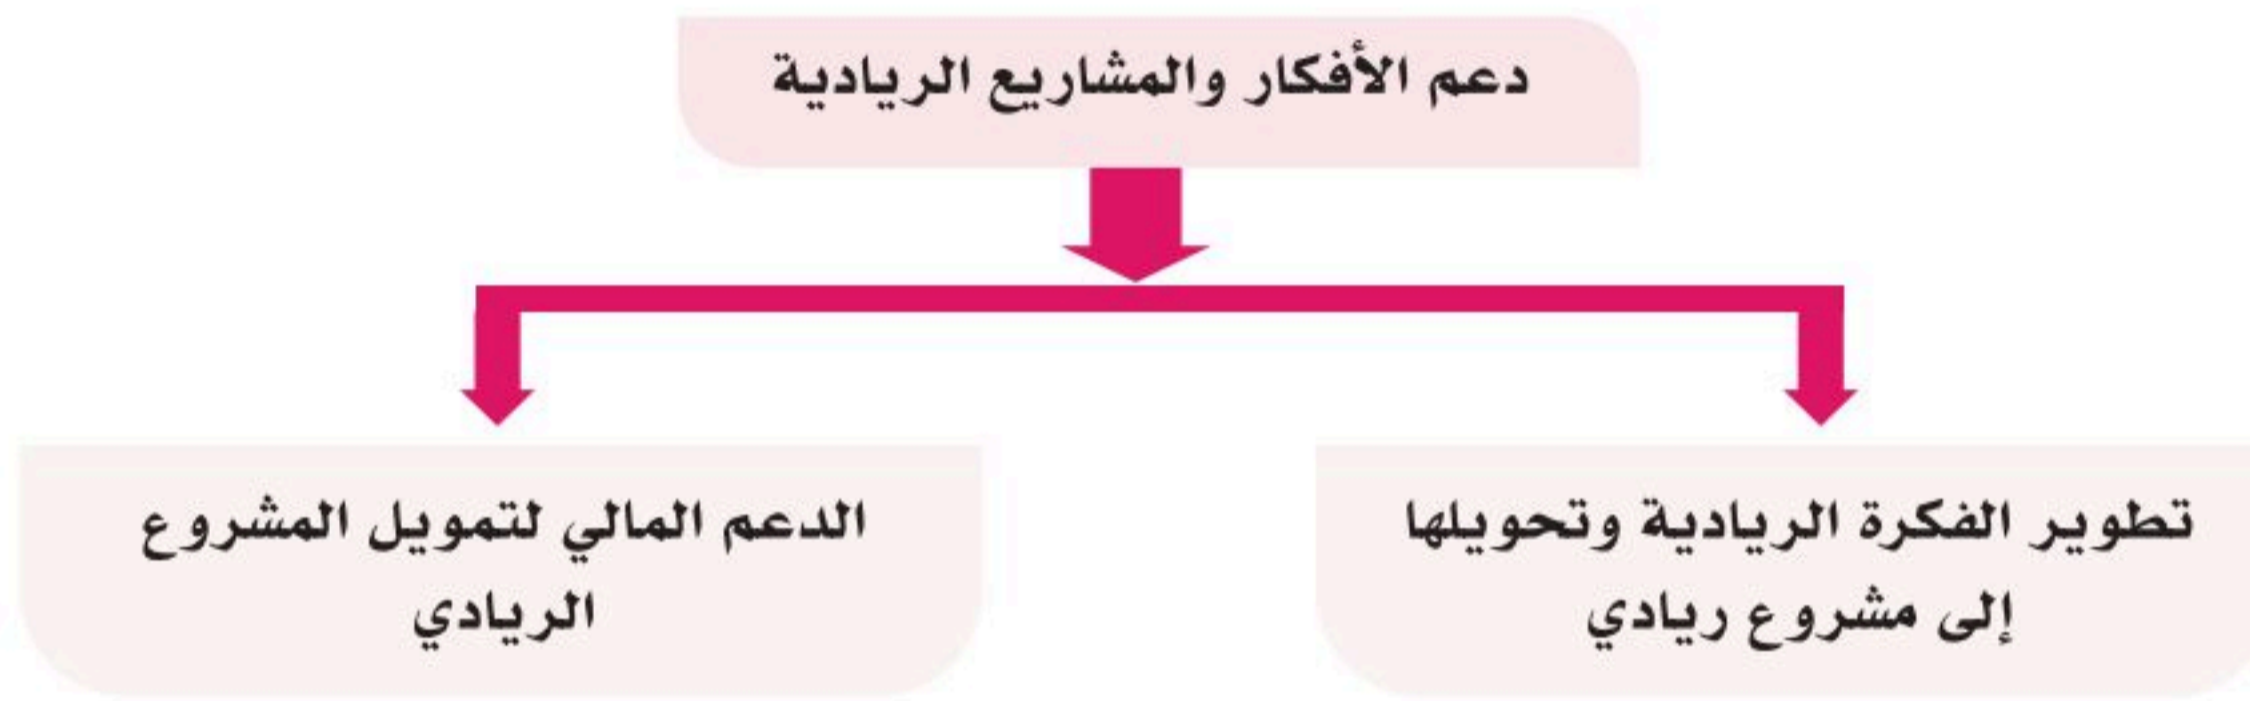 دعم الأفكار والمشاريع الريادية
تطوير الفكرة الريادية وتحويلها
إلى مشروع ريادي
الدعم المالي لتمويل المشروع
الريادي